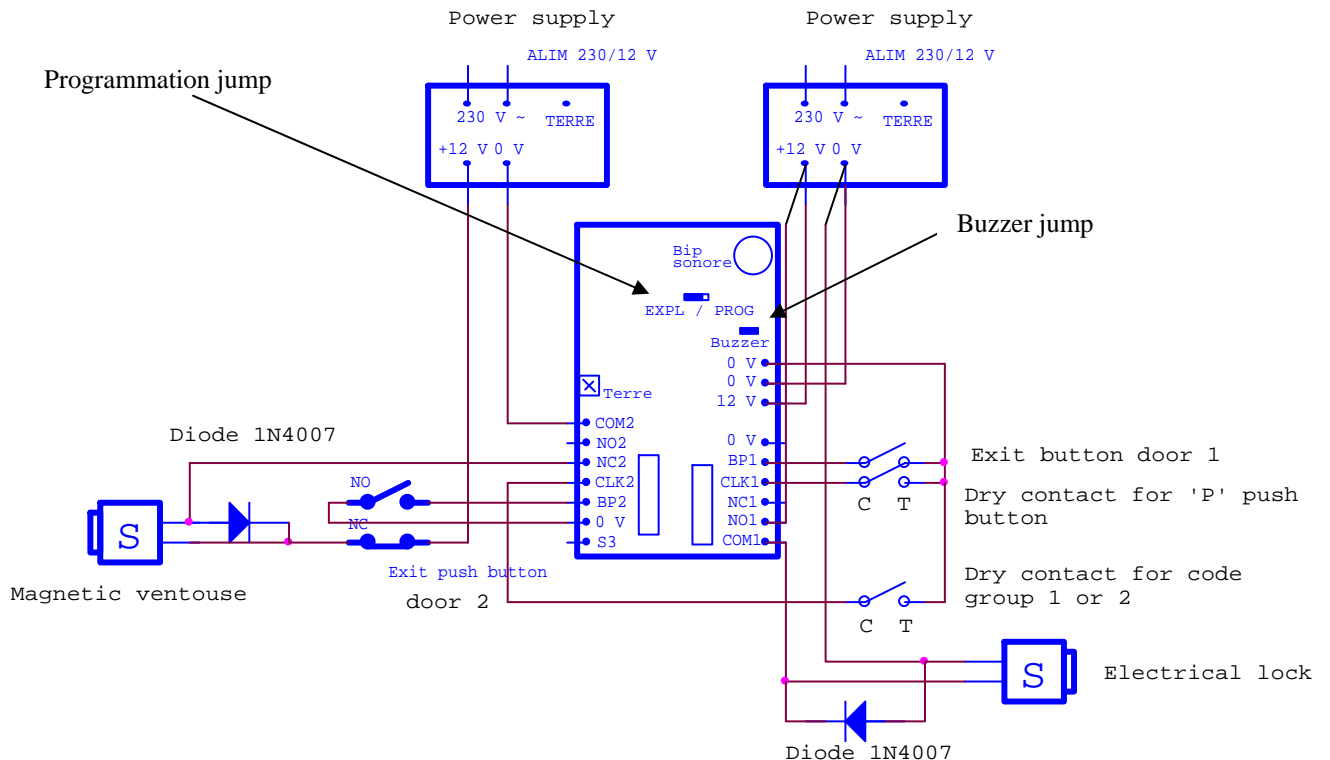 Power supply
Power supply
ALIM 230/12 V
ALIM 230/12 V
Programmation jump
230 V ~
TERRE
+12 V 0 V
230 V ~
TERRE
+12 V 0 V
Buzzer jump
Bip
sonore
EXPL / PROG
Buzzer
0 V
0 V
12 V
Terre
COM2
NO2
NC2
CLK2
BP2
0 V
S3
0 V
BP1
CLK1
NC1
NO1
COM1
Diode 1N4007
NO
NC
S
Magnetic ventouse
Exit push button
door 2
Exit button door 1
C T
Dry contact for 'P' push
button
Dry contact for code
group 1 or 2
C T
S
Electrical lock
Diode 1N4007